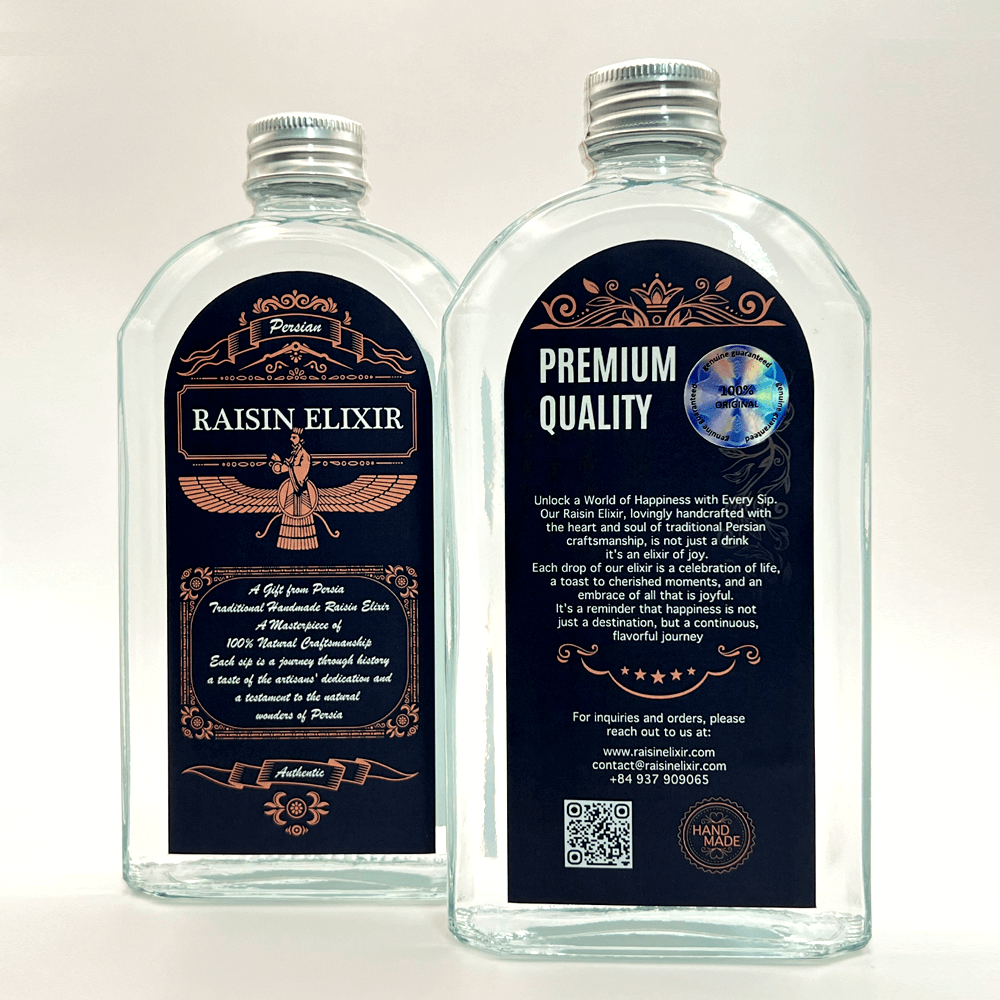 Persian
RAISIN ELIXIR
A Gift from Persia
Traditional Handmade Raisin Elixir
A Masterpiece of
100% Natural Craftsmanship
Each sip is a journey through history
a taste of the artisans' dedication and
a testament to the natural
wonders of Persia
Authentic
PREMIUM
QUALITY
genuine guaranteed
genuine guaranteed
genuine guaranteed
genuine guaranteed
100%
ORIGINAL
Unlock a World of Happiness with Every Sip.
Our Raisin Elixir, lovingly handcrafted with
the heart and soul of traditional Persian
craftsmanship, is not just a drink
it's an elixir of joy.
Each drop of our elixir is a celebration of life,
a toast to cherished moments, and an
embrace of all that is joyful.
It's a reminder that happiness is not
just a destination, but a continuous,
flavorful journey
For inquiries and orders, please
reach out to us at:
www.raisinelixir.com
contact@raisinelixir.com
+84 937 909065
HAND
MADE